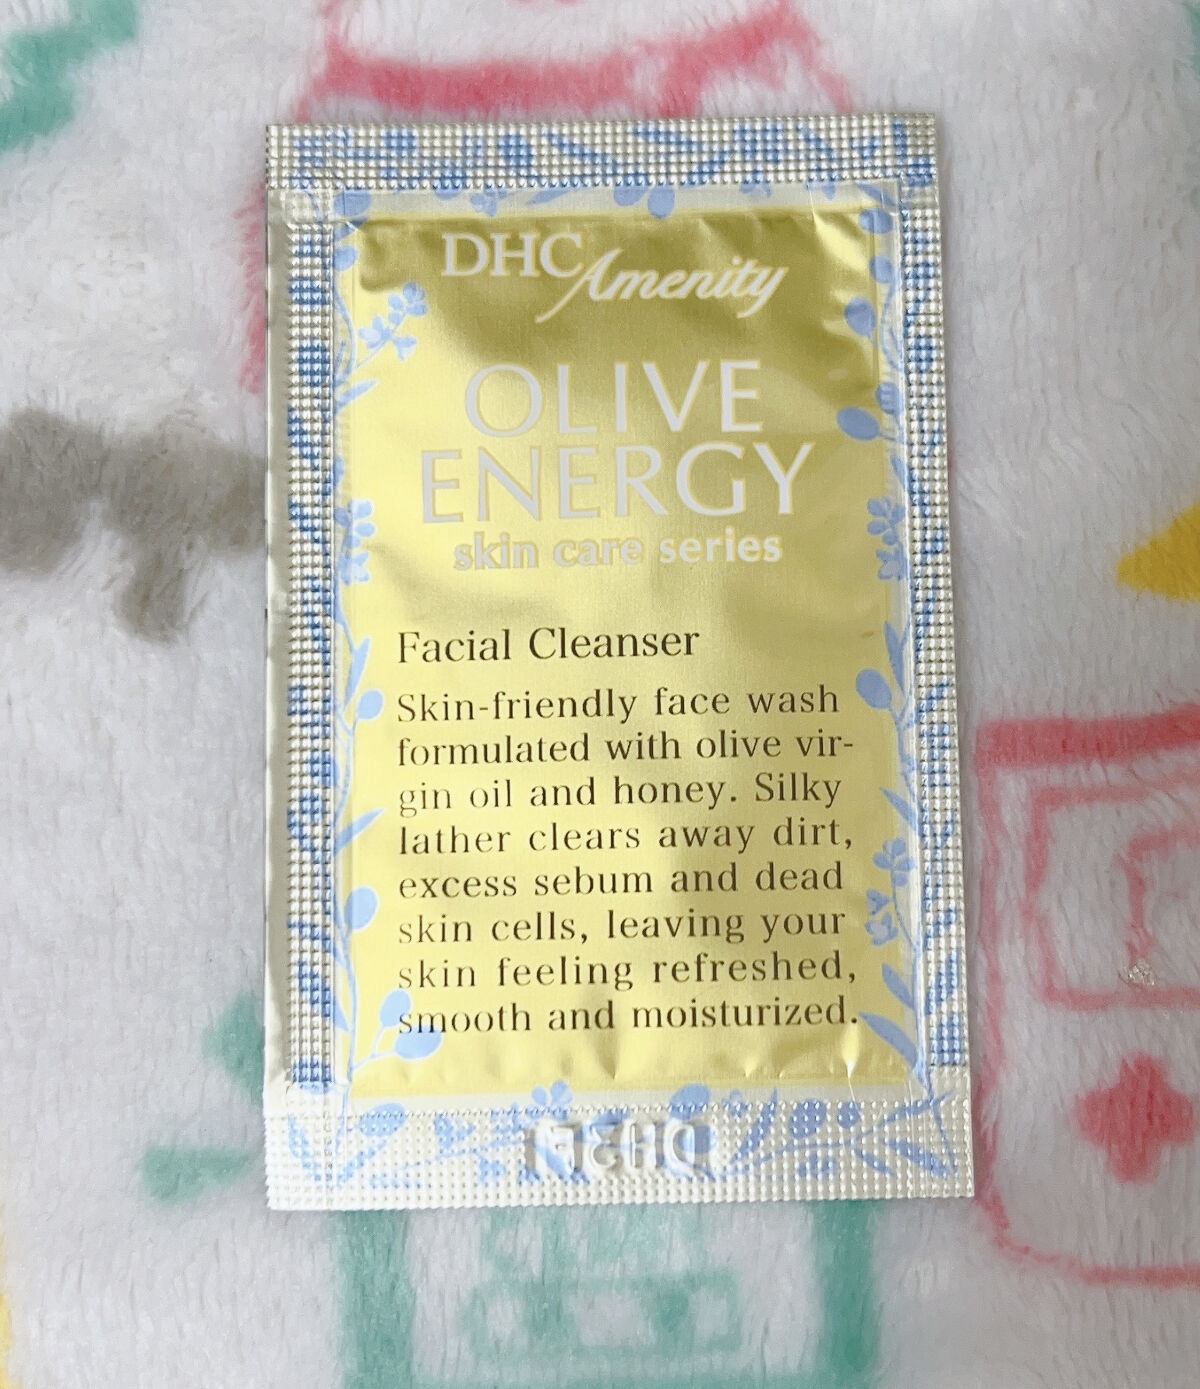 DHC Amenity
OLIVE
ENERGY
skin care series
Facial Cleanser
Skin-friendly face wash
formulated with olive vir-
gin oil and honey. Silky
lather clears away dirt,
excess sebum and dead
skin cells, leaving your
skin feeling refreshed,
smooth and moisturized.